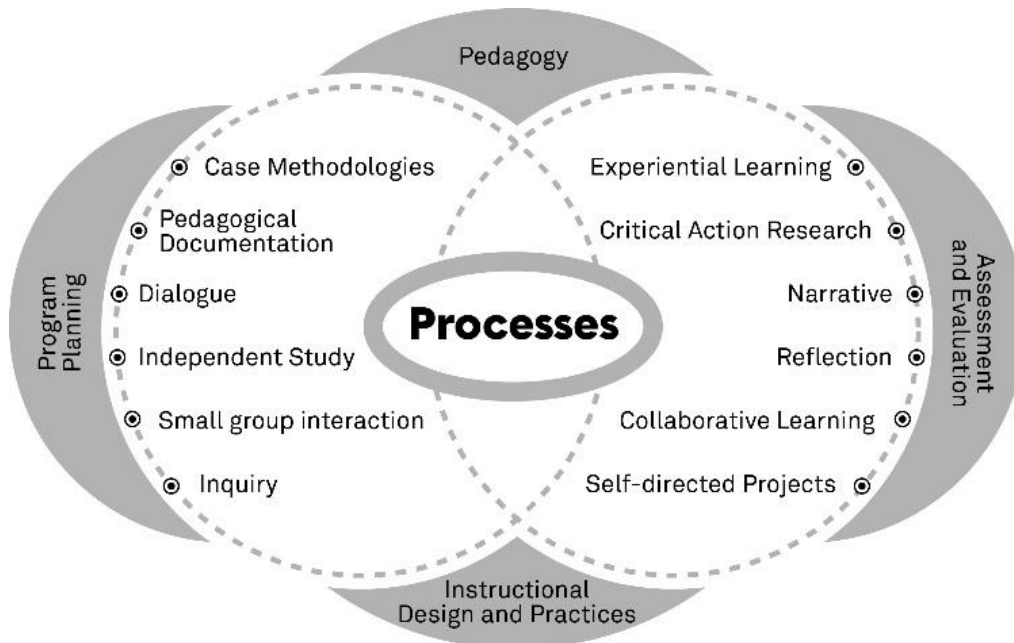 Pedagogy
Program
Planning
Case Methodologies
Pedagogical
Documentation
Dialogue
Independent Study
Small group interaction
Inquiry
Processes
Experiential Learning
Critical Action Research
Narrative
Reflection
Collaborative Learning
Self-directed Projects
Assessment
and Evaluation
Instructional
Design and Practices